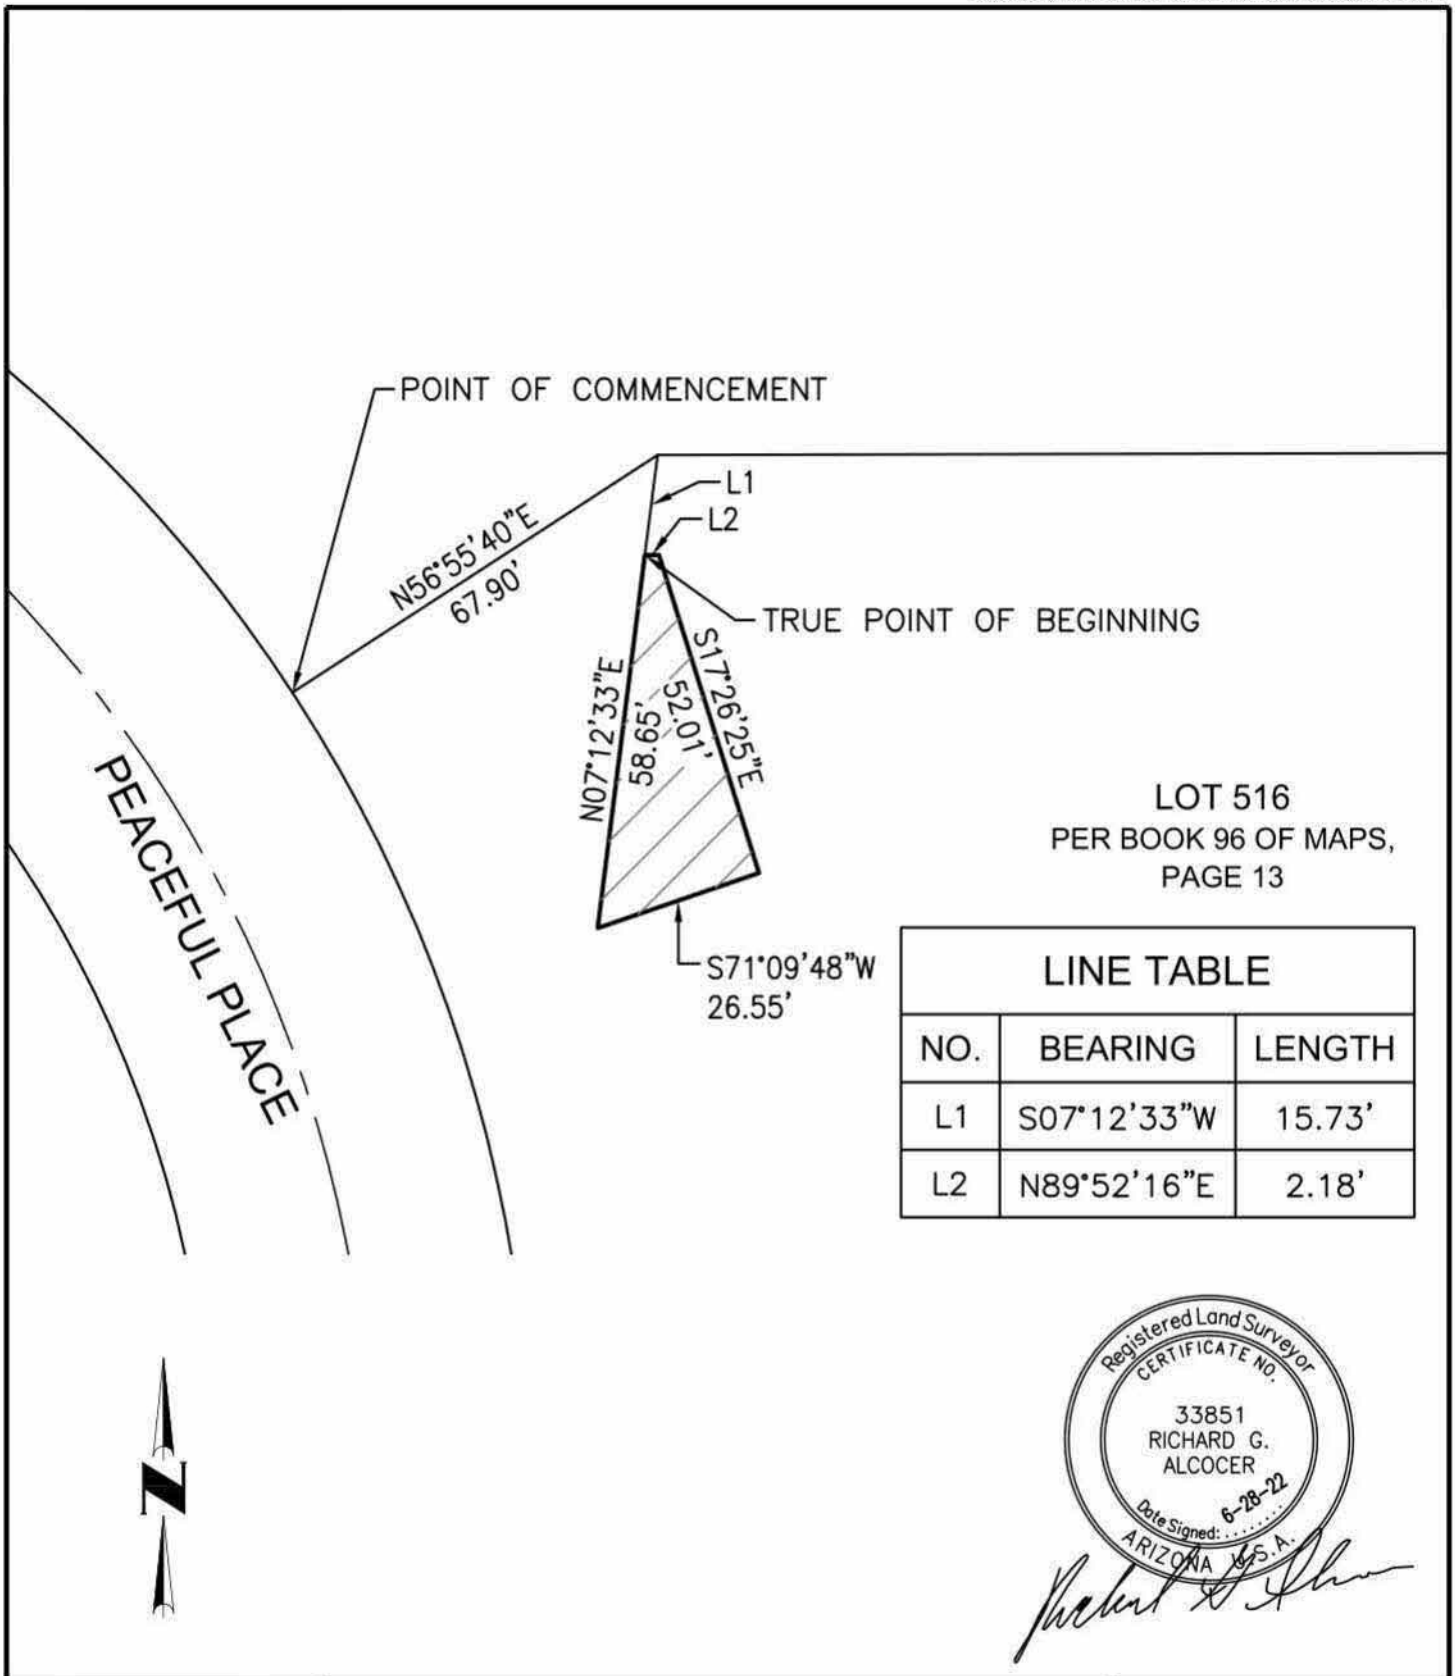 POINT OF COMMENCEMENT
L1
L2
N56°55'40"E
67.90'
TRUE POINT OF BEGINNING
N07°12'33"E
58.65'
52.01'
S17°26'25"E
PEACEFUL PLACE
LOT 516
PER BOOK 96 OF MAPS,
PAGE 13
S71°09'48"W
26.55'
LINE TABLE
NO. BEARING LENGTH
L1 S07°12'33"W 15.73'
L2 N89°52'16"E 2.18'
N
Registered Land Surveyor
CERTIFICATE NO.
33851
RICHARD G.
ALCOCER
Date Signed: 6-28-22
ARIZONA U.S.A.